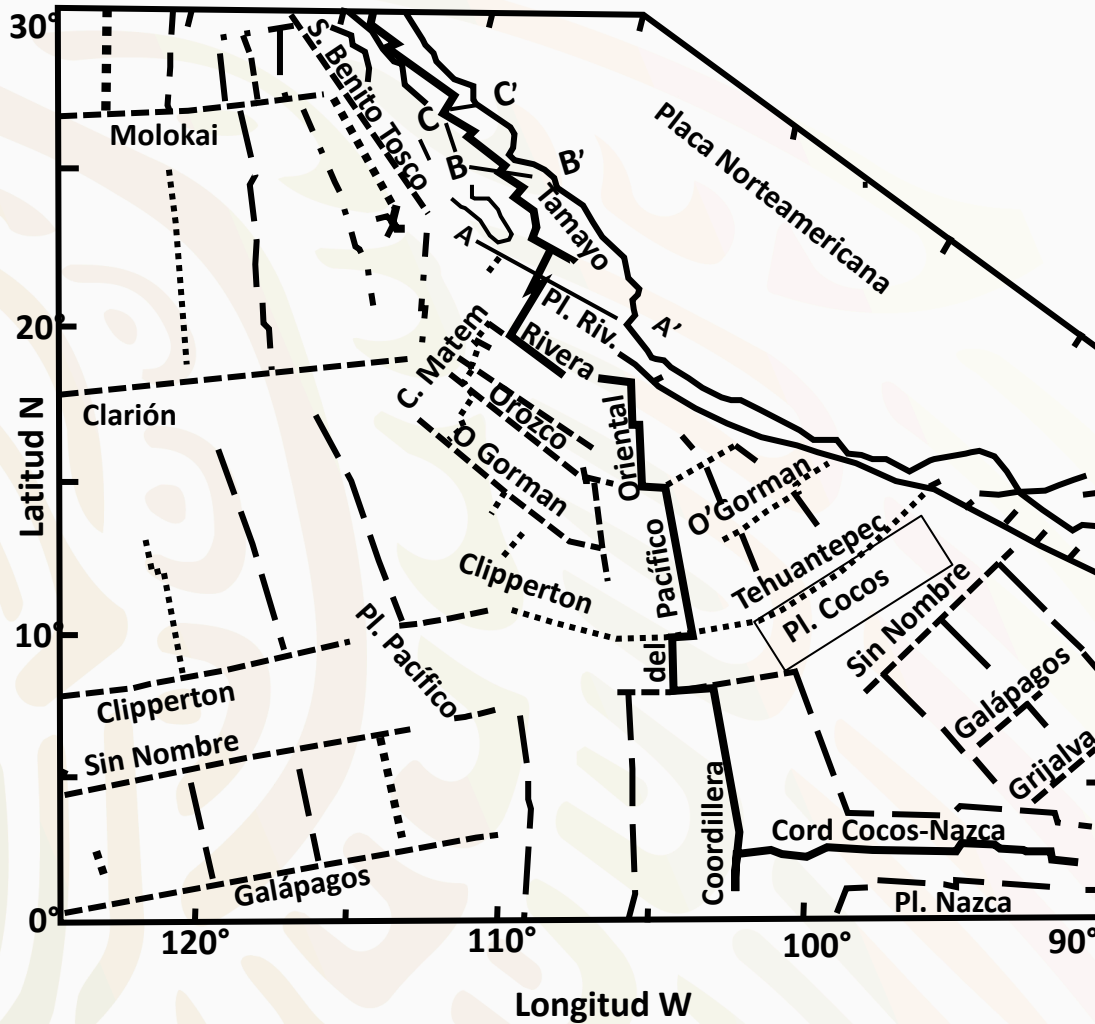 30°
S. Benito Tosco
C'
C
Molokai
B
B'
Placa Norteamericana
Tamayo
A
20°
Pl. Riv.
A'
Rivera
C. Matem
Clarión
Orozco
Oriental
O Gorman
O'Gorman
Latitud N
Clipperton
Pacífico
Tehuantepec
Pl. Cocos
10°
Pl. Pacífico
del
Sin Nombre
Clipperton
Galápagos
Sin Nombre
Grijalva
Coordillera
Cord Cocos-Nazca
Galápagos
Pl. Nazca
0°
120°
110°
100°
90°
Longitud W